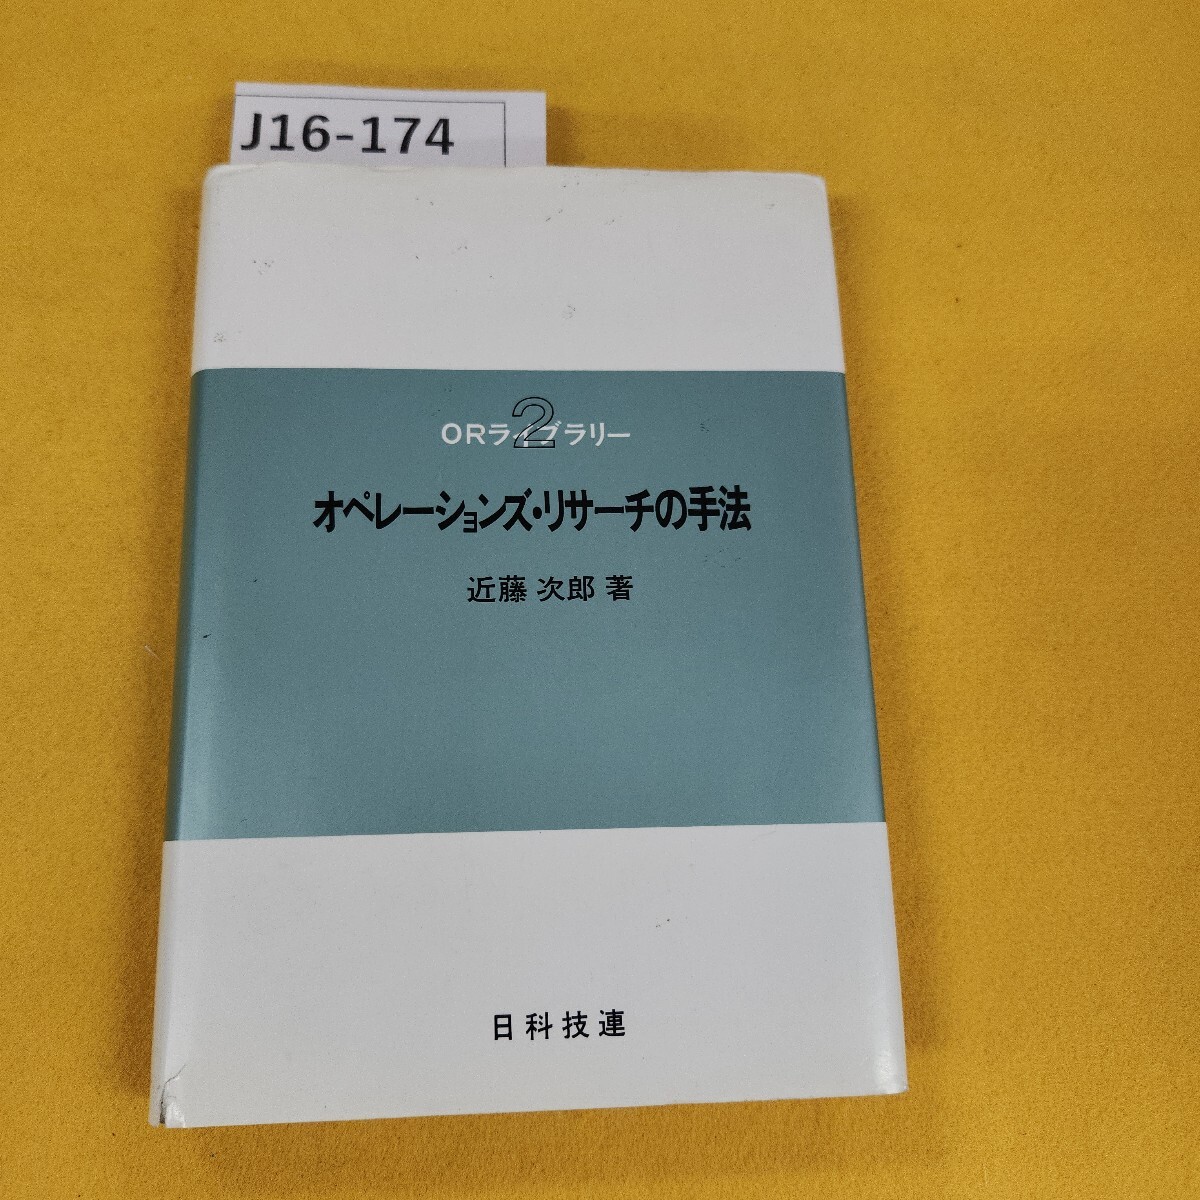 J16-174
2
ORライブラリー
オペレーションズ・リサーチの手法
近藤 次郎 著
日科技連